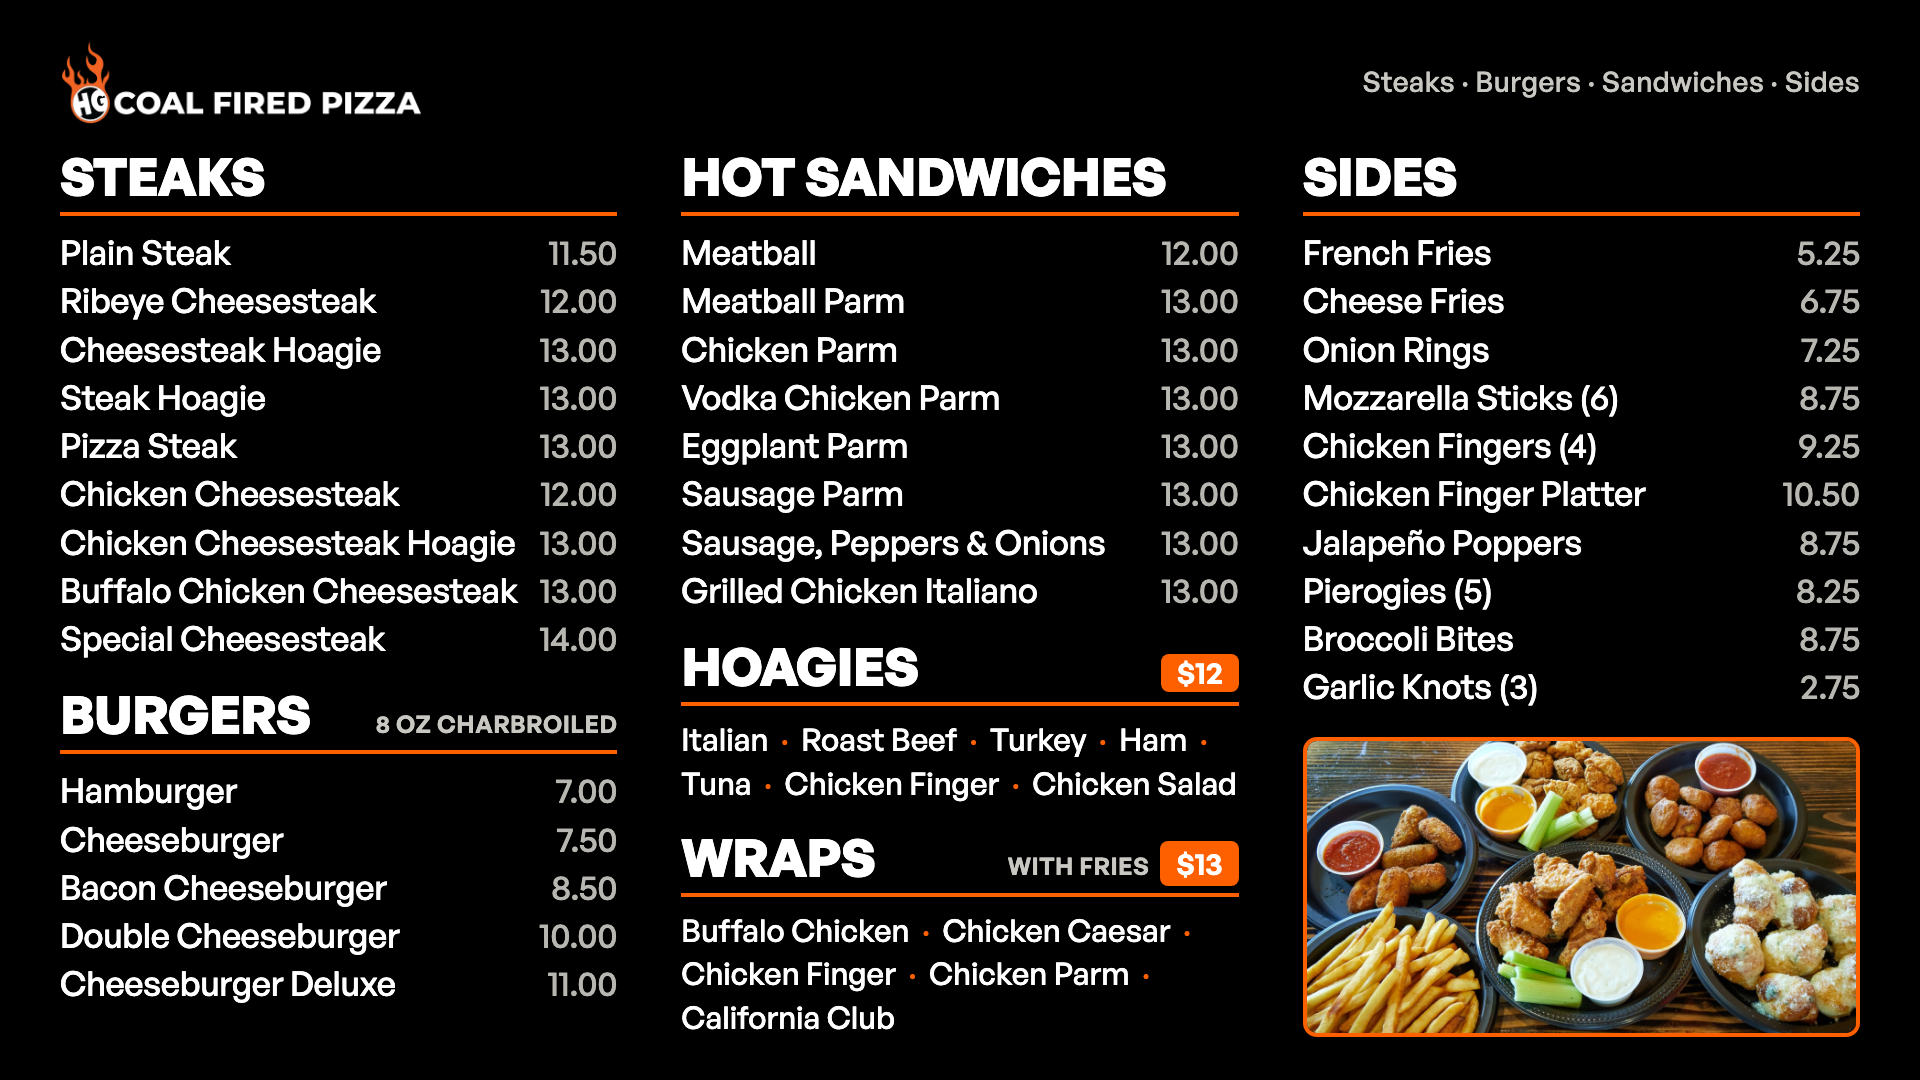 HG COAL FIRED PIZZA
Steaks · Burgers · Sandwiches · Sides
STEAKS
Plain Steak 11.50
Ribeye Cheesesteak 12.00
Cheesesteak Hoagie 13.00
Steak Hoagie 13.00
Pizza Steak 13.00
Chicken Cheesesteak 12.00
Chicken Cheesesteak Hoagie 13.00
Buffalo Chicken Cheesesteak 13.00
Special Cheesesteak 14.00
BURGERS 8 OZ CHARBROILED
Hamburger 7.00
Cheeseburger 7.50
Bacon Cheeseburger 8.50
Double Cheeseburger 10.00
Cheeseburger Deluxe 11.00
HOT SANDWICHES
Meatball 12.00
Meatball Parm 13.00
Chicken Parm 13.00
Vodka Chicken Parm 13.00
Eggplant Parm 13.00
Sausage Parm 13.00
Sausage, Peppers & Onions 13.00
Grilled Chicken Italiano 13.00
HOAGIES $12
Italian · Roast Beef · Turkey · Ham ·
Tuna · Chicken Finger · Chicken Salad
WRAPS WITH FRIES $13
Buffalo Chicken · Chicken Caesar ·
Chicken Finger · Chicken Parm ·
California Club
SIDES
French Fries 5.25
Cheese Fries 6.75
Onion Rings 7.25
Mozzarella Sticks (6) 8.75
Chicken Fingers (4) 9.25
Chicken Finger Platter 10.50
Jalapeño Poppers 8.75
Pierogies (5) 8.25
Broccoli Bites 8.75
Garlic Knots (3) 2.75